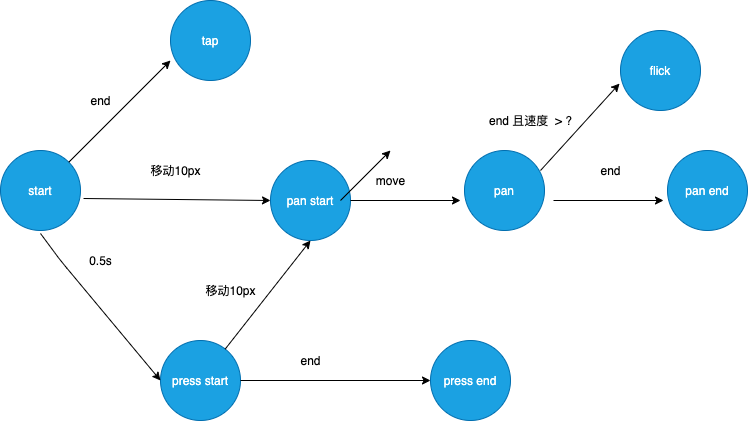 tap
flick
end
end 且速度 > ?
移动10px
move
end
start
pan start
pan
pan end
0.5s
移动10px
end
press start
press end